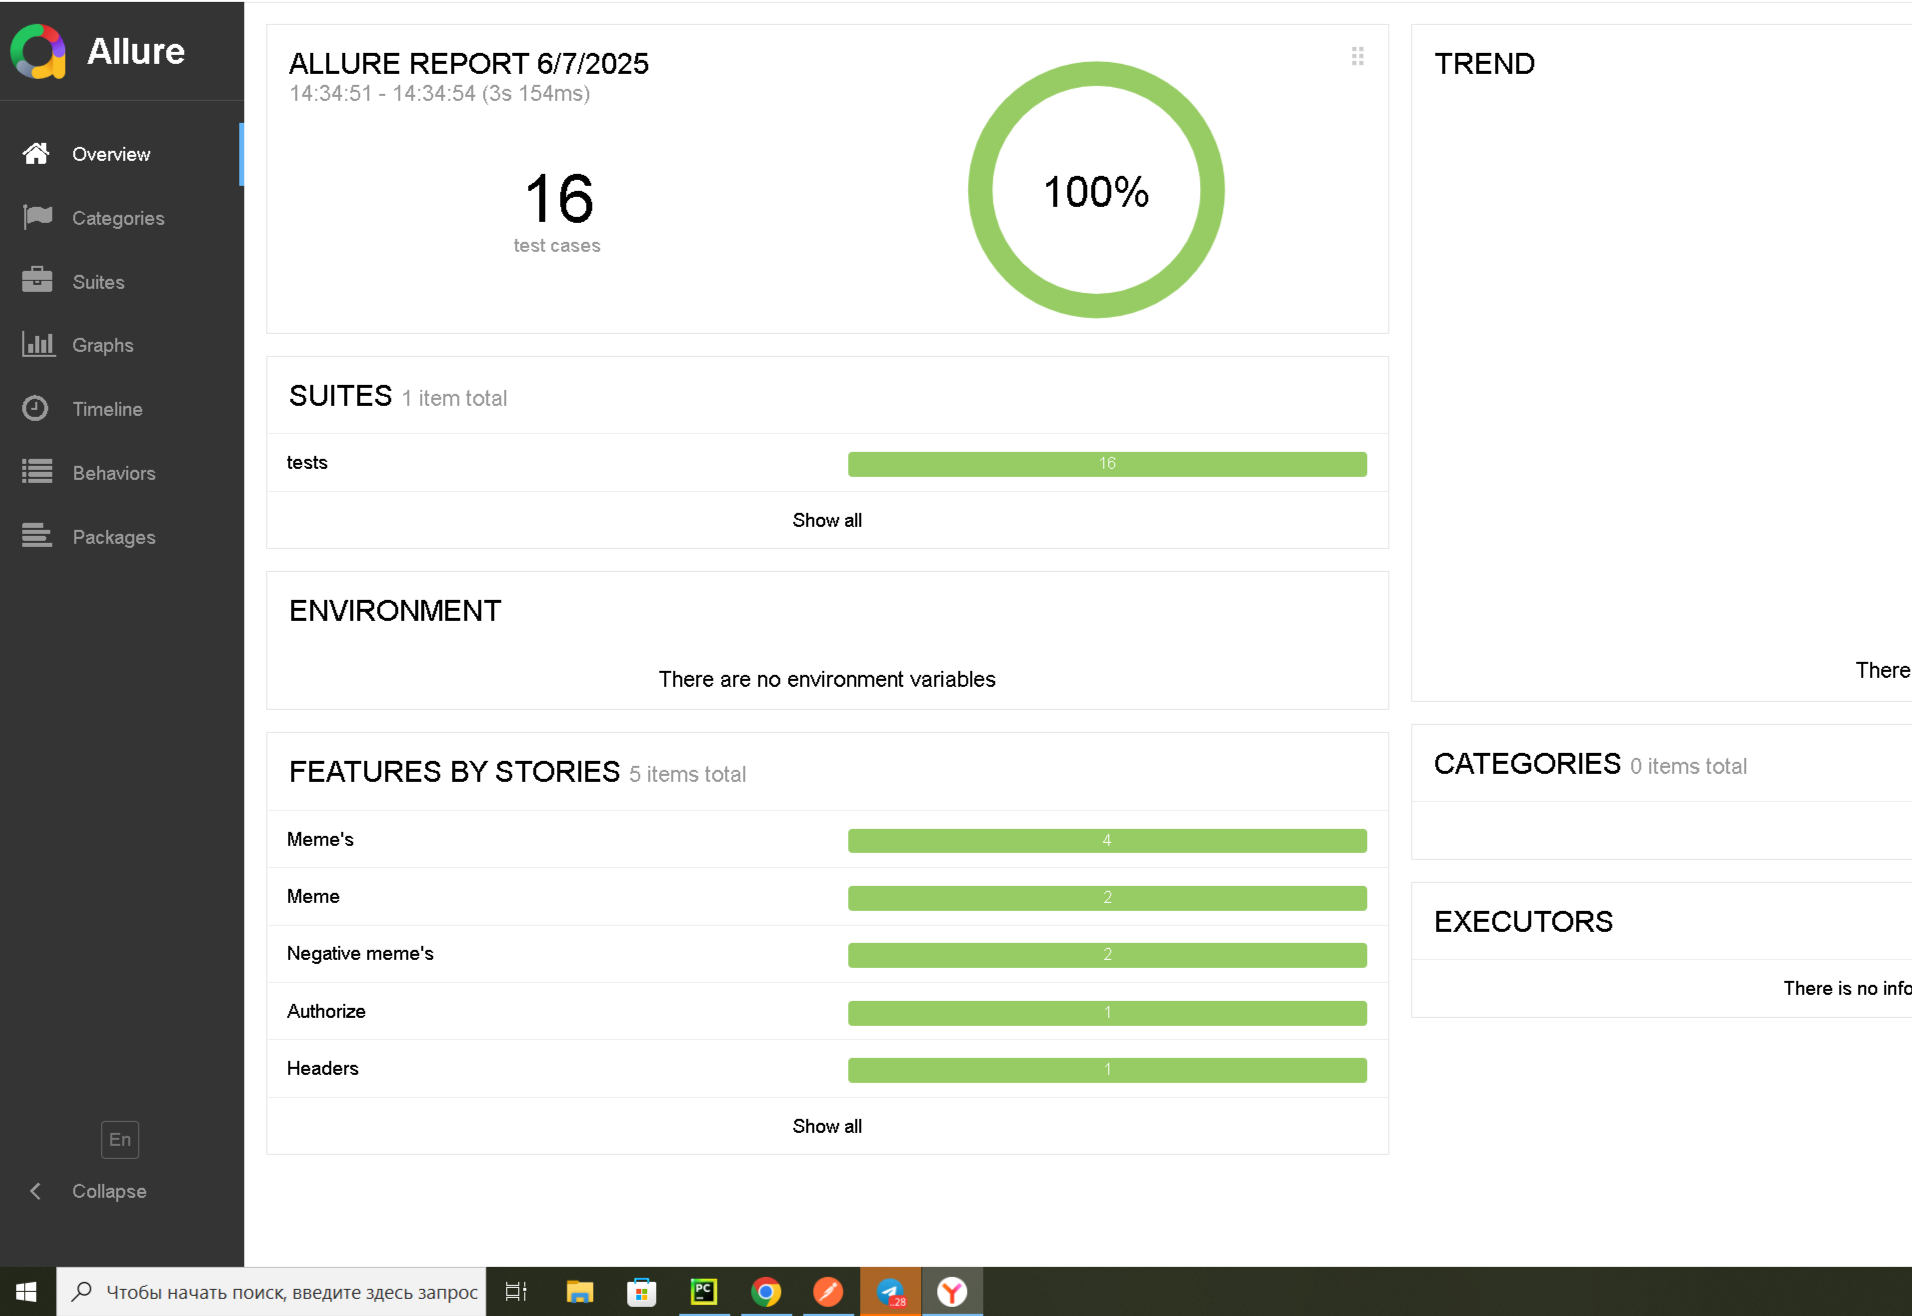 Allure
Overview
Categories
Suites
Graphs
Timeline
Behaviors
Packages
En
Collapse
ALLURE REPORT 6/7/2025
14:34:51 - 14:34:54 (3s 154ms)
16
test cases
100%
SUITES 1 item total
tests 16
Show all
ENVIRONMENT
There are no environment variables
FEATURES BY STORIES 5 items total
Meme's 4
Meme 2
Negative meme's 2
Authorize 1
Headers 1
Show all
TREND
There
CATEGORIES 0 items total
EXECUTORS
There is no info
Чтобы начать поиск, введите здесь запрос
PC
..28